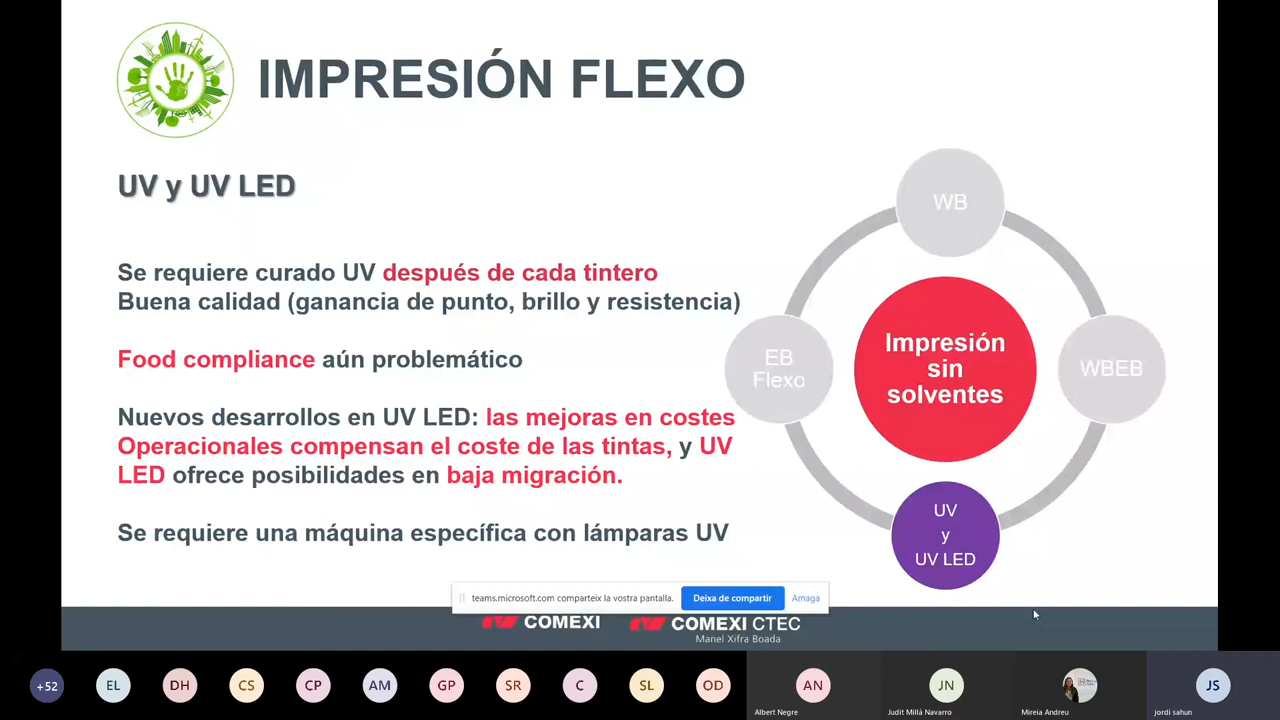 IMPRESIÓN FLEXO
UV y UV LED
Se requiere curado UV después de cada tintero
Buena calidad (ganancia de punto, brillo y resistencia)
Food compliance aún problemático
Nuevos desarrollos en UV LED: las mejoras en costes
Operacionales compensan el coste de las tintas, y UV
LED ofrece posibilidades en baja migración.
Se requiere una máquina específica con lámparas UV
WB
EB
Flexo
Impresión
sin
solventes
WBEB
UV
y
UV LED
teams.microsoft.com comparteix la vostra pantalla.
Deixa de compartir
Amaga
COMEXI
COMEXI CTEC
Manel Xifra Boada
+52
EL
DH
CS
CP
AM
GP
SR
C
SL
OD
AN
JN
JS
Albert Negre
Judit Millà Navarro
Mireia Andreu
jordi sahun